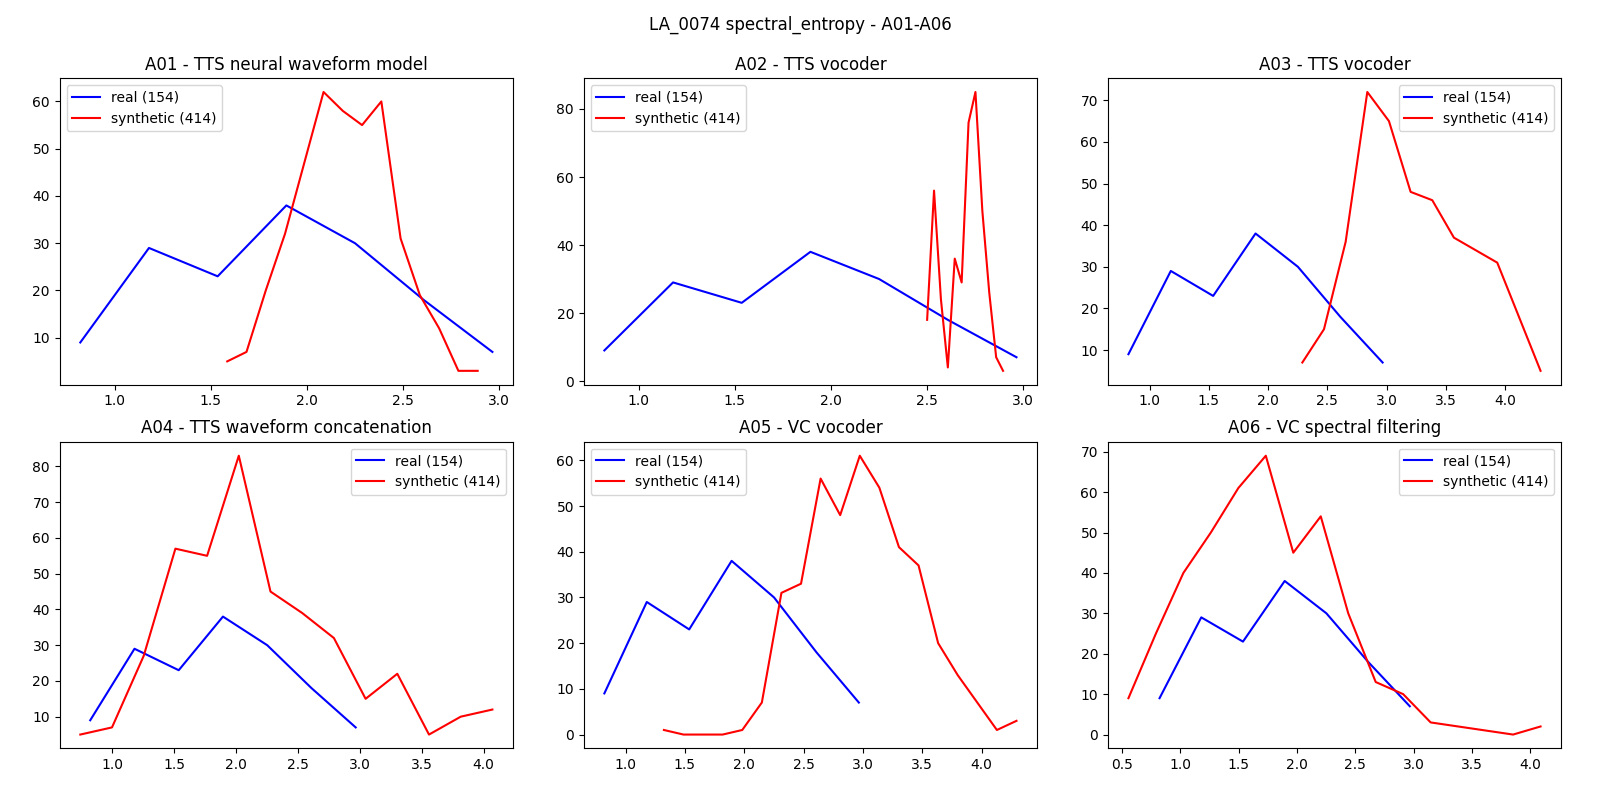 LA_0074 spectral_entropy - A01-A06
A01 - TTS neural waveform model
real (154)
synthetic (414)
60
50
40
30
20
10
1.0 1.5 2.0 2.5 3.0
A02 - TTS vocoder
real (154)
synthetic (414)
80
60
40
20
0
1.0 1.5 2.0 2.5 3.0
A03 - TTS vocoder
real (154)
synthetic (414)
70
60
50
40
30
20
10
1.0 1.5 2.0 2.5 3.0 3.5 4.0
A04 - TTS waveform concatenation
real (154)
synthetic (414)
80
70
60
50
40
30
20
10
1.0 1.5 2.0 2.5 3.0 3.5 4.0
A05 - VC vocoder
real (154)
synthetic (414)
60
50
40
30
20
10
0
1.0 1.5 2.0 2.5 3.0 3.5 4.0
A06 - VC spectral filtering
real (154)
synthetic (414)
70
60
50
40
30
20
10
0
0.5 1.0 1.5 2.0 2.5 3.0 3.5 4.0